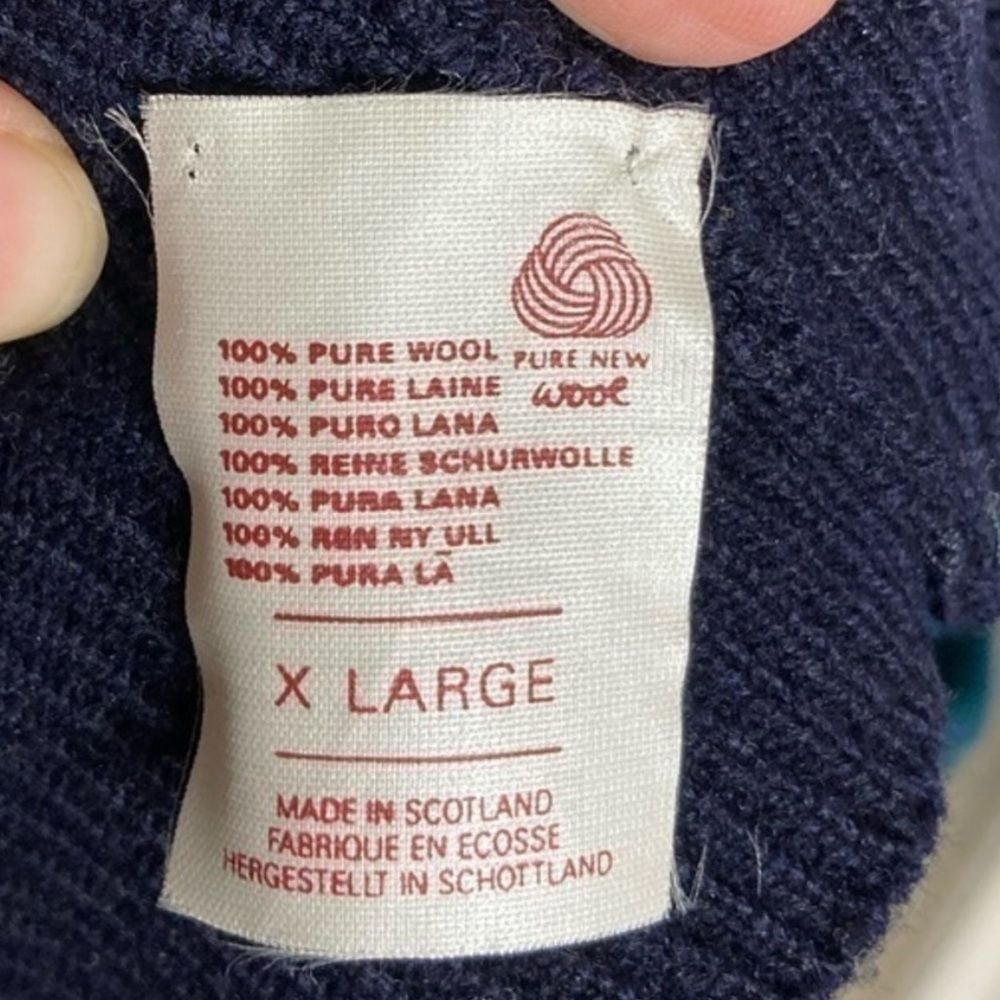 PURE NEW
wool
100% PURE WOOL
100% PURE LAINE
100% PURO LANA
100% REINE SCHURWOLLE
100% PURA LANA
100% REN NY ULL
100% PURA LÃ
X LARGE
MADE IN SCOTLAND
FABRIQUE EN ECOSSE
HERGESTELLT IN SCHOTTLAND